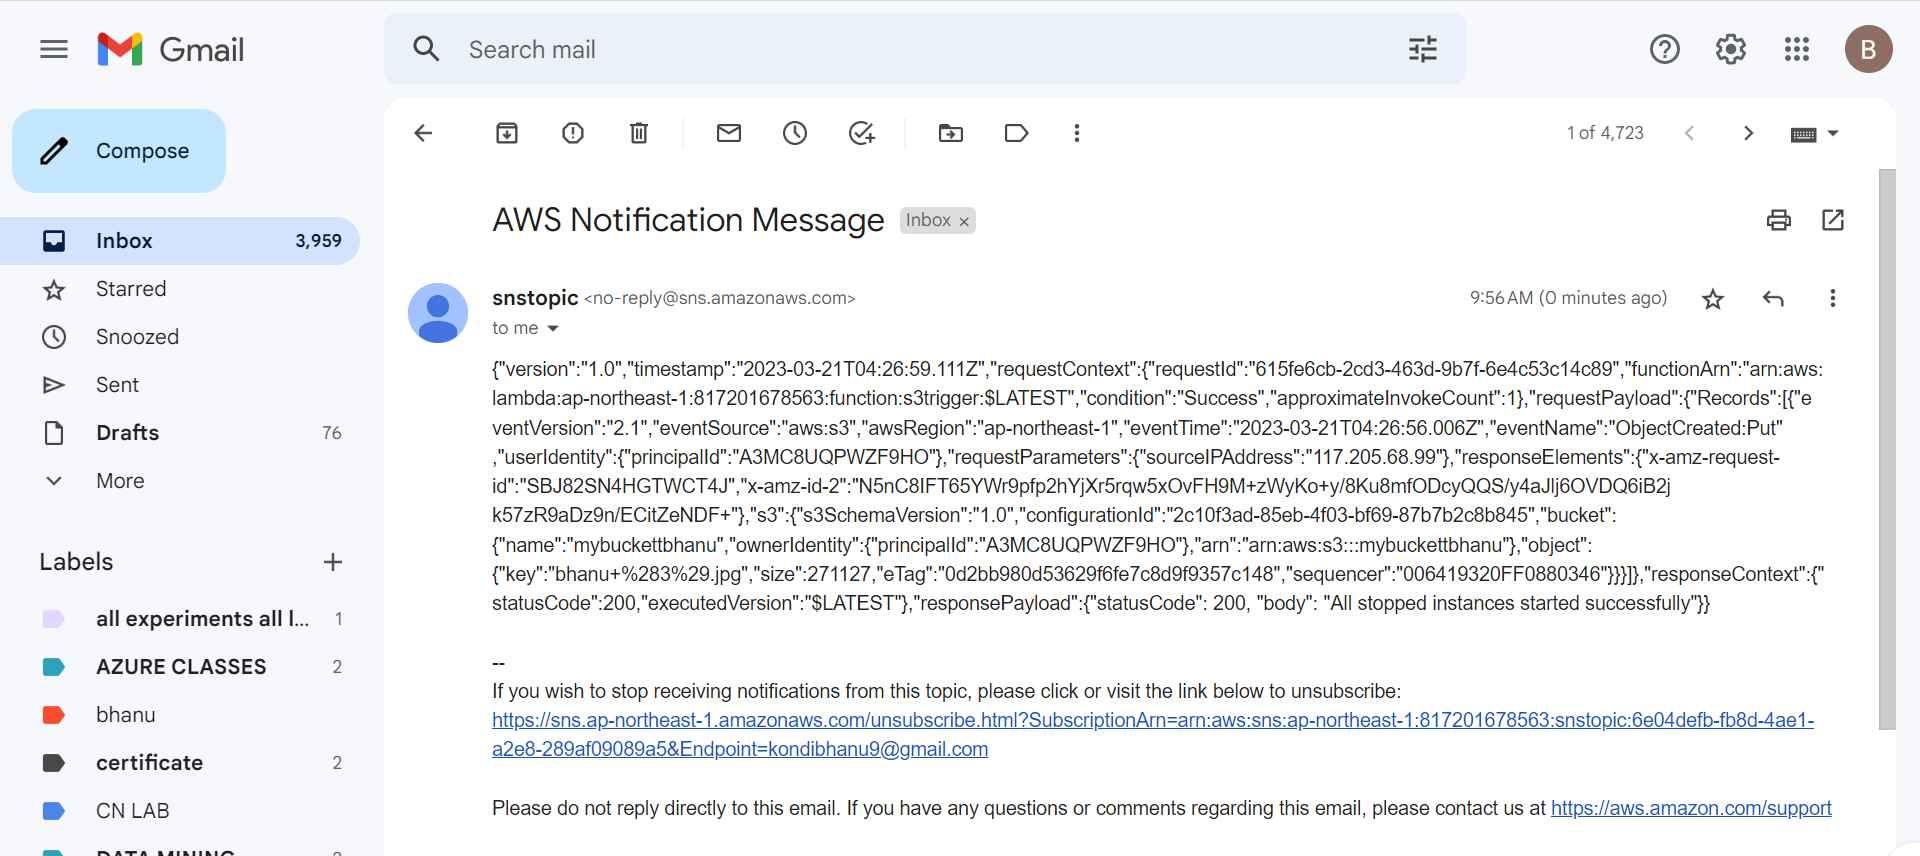 Gmail
Search mail
B
Compose
1 of 4,723
Inbox 3,959
Starred
Snoozed
Sent
Drafts 76
More
Labels
all experiments all l... 1
AZURE CLASSES 2
bhanu
certificate 2
CN LAB
DATA MINING
AWS Notification Message Inbox ×
snstopic <no-reply@sns.amazonaws.com> 9:56 AM (0 minutes ago)
to me
{"version":"1.0","timestamp":"2023-03-21T04:26:59.111Z","requestContext":{"requestId":"615fe6cb-2cd3-463d-9b7f-6e4c53c14c89","functionArn":"arn:aws:
lambda:ap-northeast-1:817201678563:function:s3trigger:$LATEST","condition":"Success","approximateInvokeCount":1},"requestPayload":{"Records":[{"e
ventVersion":"2.1","eventSource":"aws:s3","awsRegion":"ap-northeast-1","eventTime":"2023-03-21T04:26:56.006Z","eventName":"ObjectCreated:Put"
,"userIdentity":{"principalId":"A3MC8UQPWZF9HO"},"requestParameters":{"sourceIPAddress":"117.205.68.99"},"responseElements":{"x-amz-request-
id":"SBJ82SN4HGTWCT4J","x-amz-id-2":"N5nC8IFT65YWr9pfp2hYjXr5rqw5xOvFH9M+zWyKo+y/8Ku8mfODcyQQS/y4aJlj6OVDQ6iB2j
k57zR9aDz9n/ECitZeNDF+"},"s3":{"s3SchemaVersion":"1.0","configurationId":"2c10f3ad-85eb-4f03-bf69-87b7b2c8b845","bucket":
{"name":"mybuckettbhanu","ownerIdentity":{"principalId":"A3MC8UQPWZF9HO"},"arn":"arn:aws:s3:::mybuckettbhanu"},"object":
{"key":"bhanu+%283%29.jpg","size":271127,"eTag":"0d2bb980d53629f6fe7c8d9f9357c148","sequencer":"006419320FF0880346"}}}]},"responseContext":{"
statusCode":200,"executedVersion":"$LATEST"},"responsePayload":{"statusCode": 200, "body": "All stopped instances started successfully"}}
--
If you wish to stop receiving notifications from this topic, please click or visit the link below to unsubscribe:
https://sns.ap-northeast-1.amazonaws.com/unsubscribe.html?SubscriptionArn=arn:aws:sns:ap-northeast-1:817201678563:snstopic:6e04defb-fb8d-4ae1-
a2e8-289af09089a5&Endpoint=kondibhanu9@gmail.com
Please do not reply directly to this email. If you have any questions or comments regarding this email, please contact us at https://aws.amazon.com/support